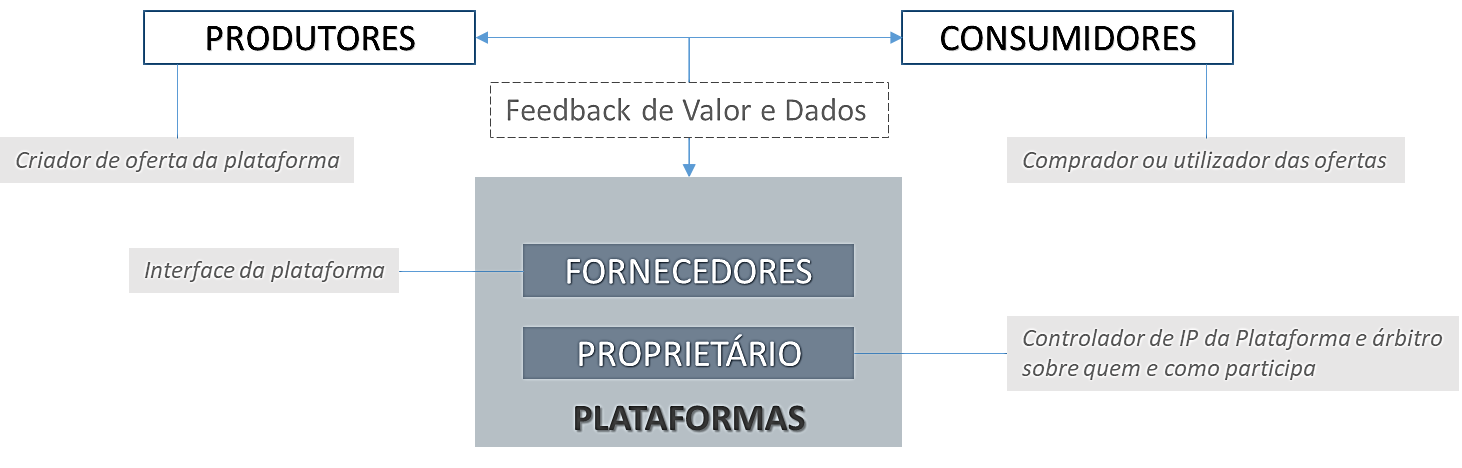 PRODUTORES
CONSUMIDORES
Feedback de Valor e Dados
Criador de oferta da plataforma
Comprador ou utilizador das ofertas
Interface da plataforma
FORNECEDORES
PROPRIETÁRIO
Controlador de IP da Plataforma e árbitro
sobre quem e como participa
PLATAFORMAS